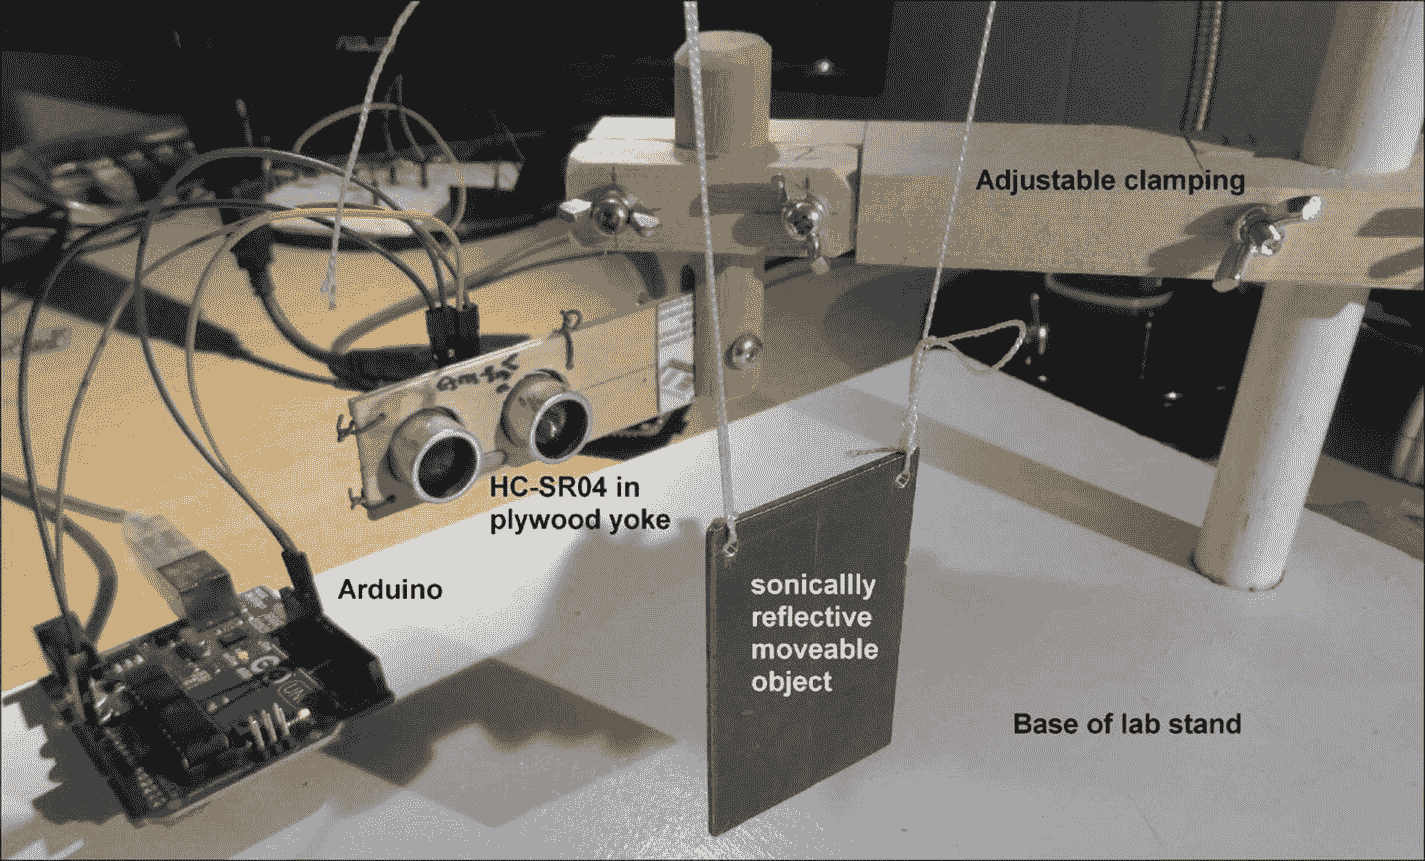 Adjustable clamping
HC-SR04 in
plywood yoke
Arduino
sonicallly
reflective
moveable
object
Base of lab stand